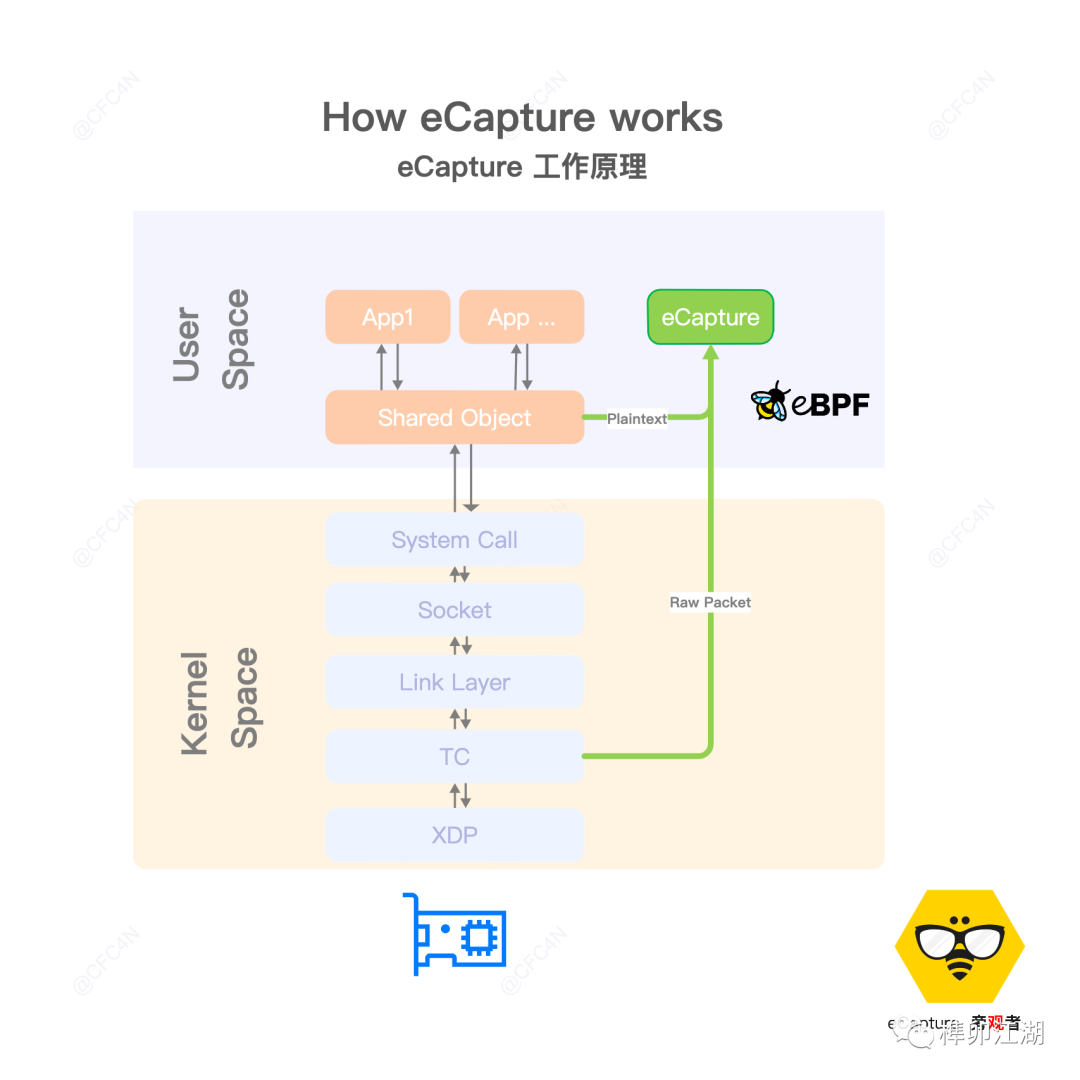 How eCapture works
eCapture 工作原理
User
Space
App1
App ...
eCapture
Shared Object
Plaintext
eBPF
System Call
Socket
Raw Packet
Link Layer
Kernel
Space
TC
XDP
eCapture 旁观者
榫卯江湖
@CFC4N
@CFC4N
@CFC4N
@CFC4N
@CFC4N
@CFC4N